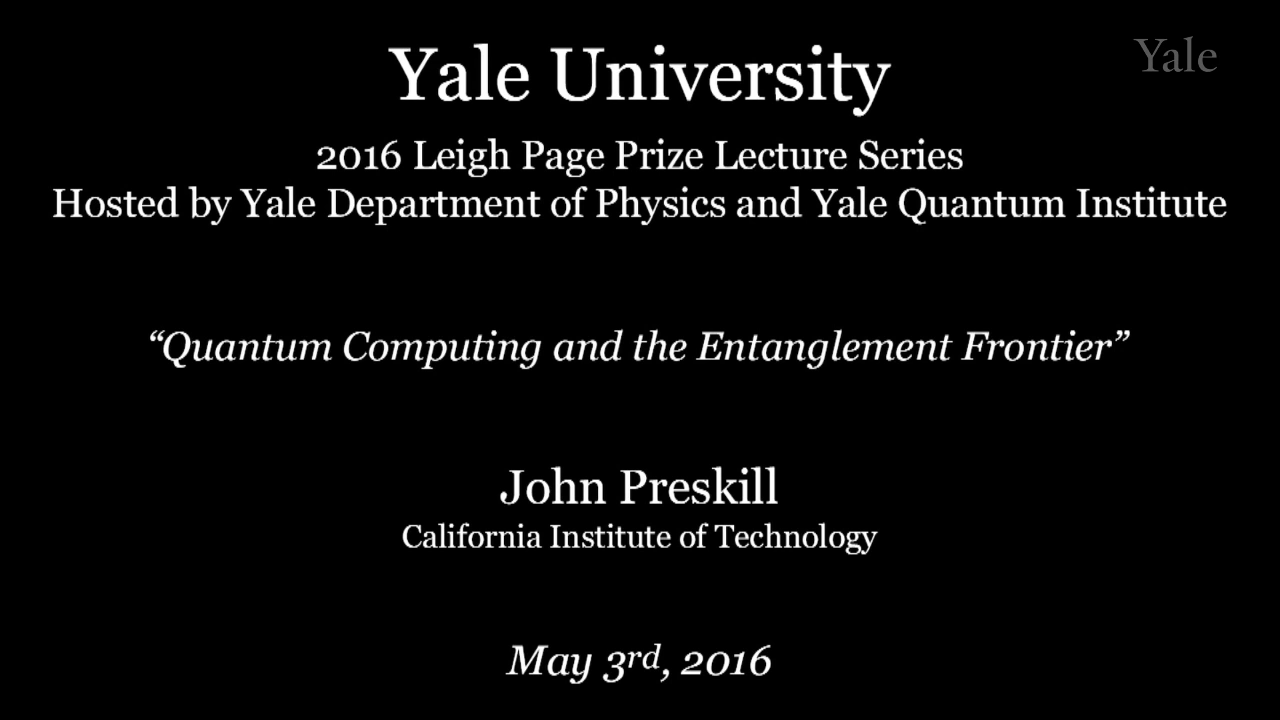 Yale University
Yale
2016 Leigh Page Prize Lecture Series
Hosted by Yale Department of Physics and Yale Quantum Institute
“Quantum Computing and the Entanglement Frontier”
John Preskill
California Institute of Technology
May 3rd, 2016